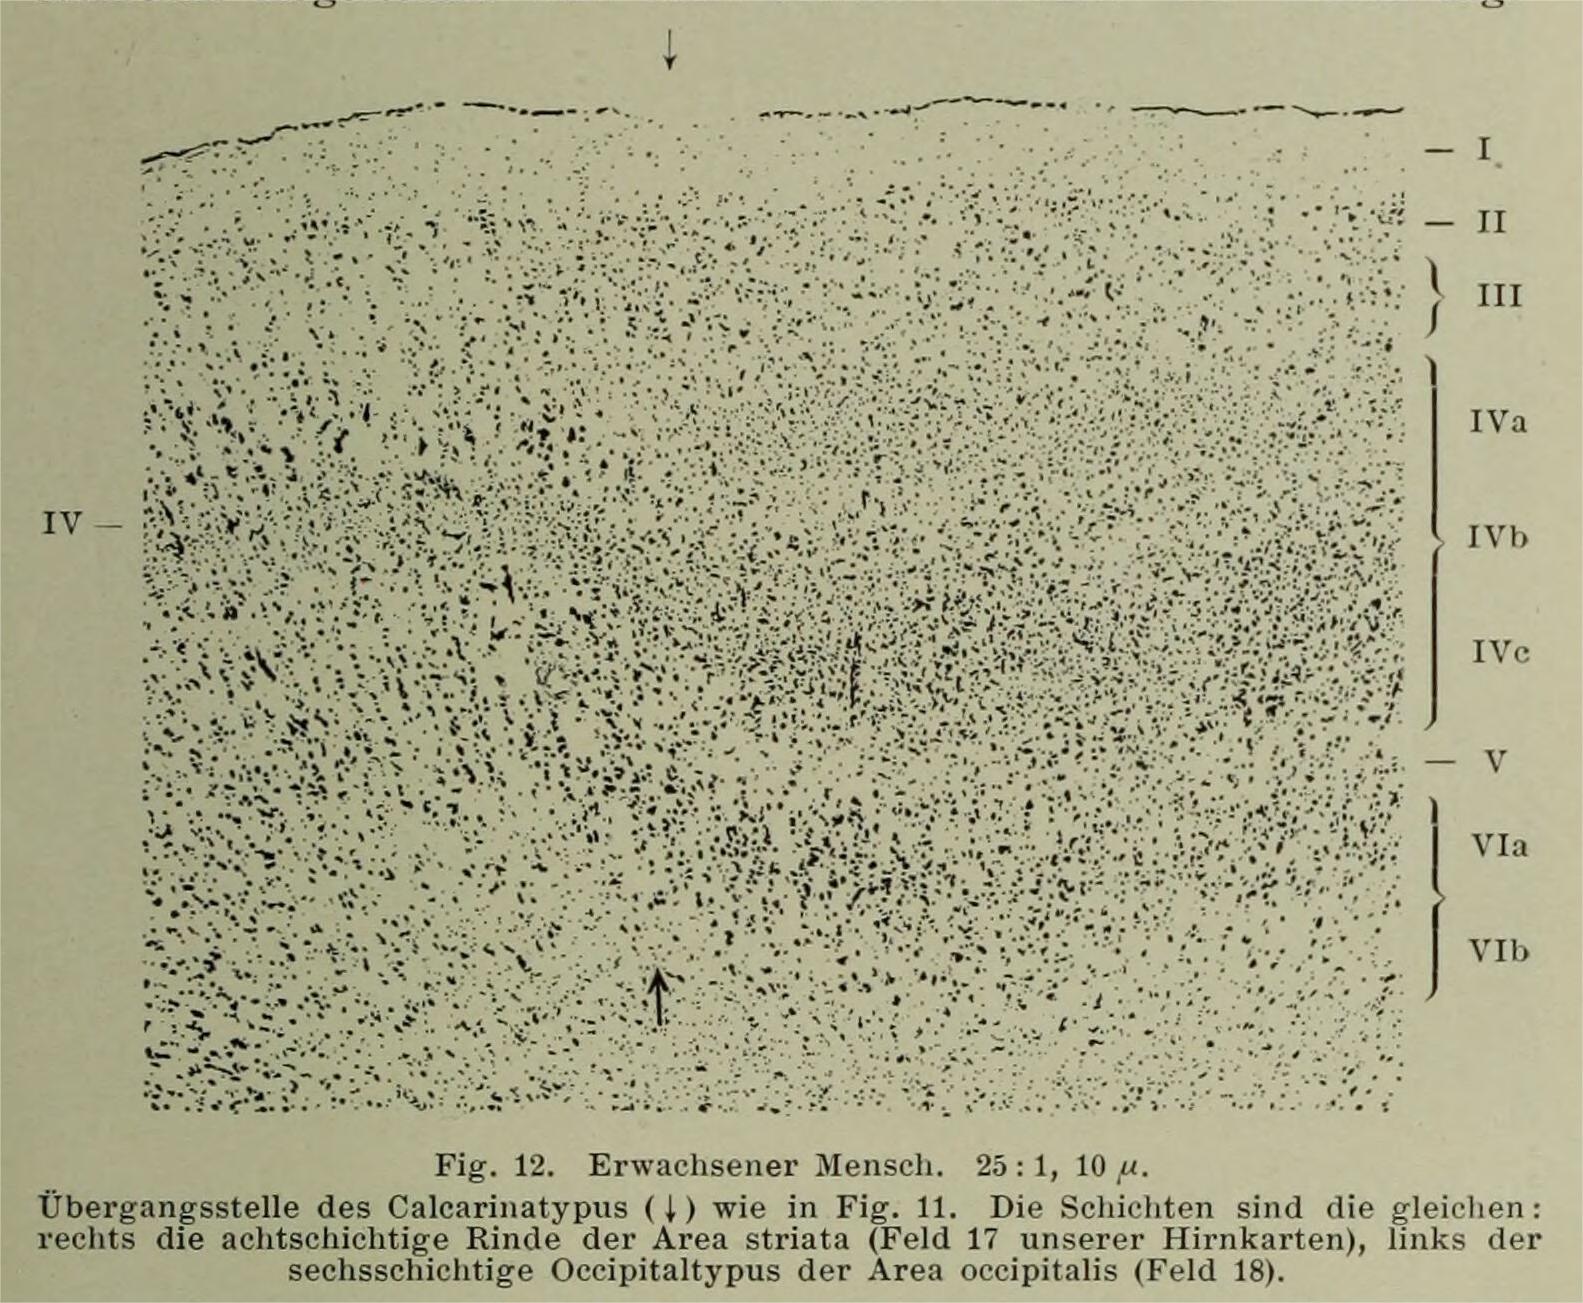 I
II
III
IVa
IV
IVb
IVc
V
VIa
VIb
Fig. 12. Erwachsener Mensch. 25 : 1, 10 μ.
Übergangsstelle des Calcarinatypus (↓) wie in Fig. 11. Die Schichten sind die gleichen:
rechts die achtschichtige Rinde der Area striata (Feld 17 unserer Hirnkarten), links der
sechsschichtige Occipitaltypus der Area occipitalis (Feld 18).